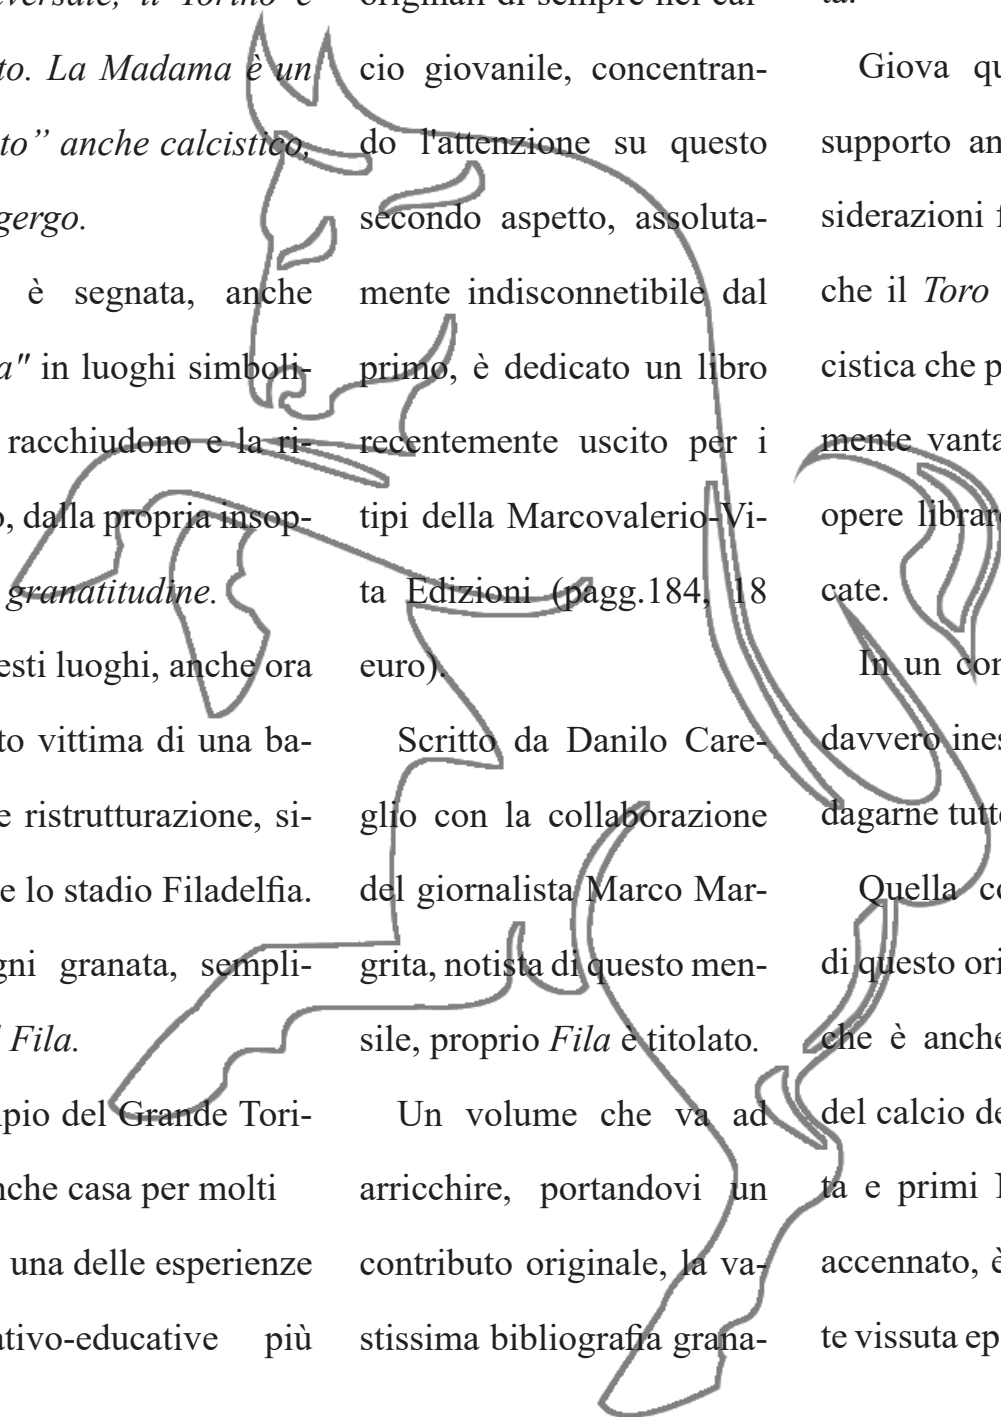 versale, il Torino è
to. La Madama è un
to” anche calcistico,
gergo.
è segnata, anche
a" in luoghi simboli-
racchiudono e la ri-
o, dalla propria insop-
granatitudine.
esti luoghi, anche ora
to vittima di una ba-
e ristrutturazione, si-
e lo stadio Filadelfia.
gni granata, sempli-
Fila.
pio del Grande Tori-
nche casa per molti
una delle esperienze
ativo-educative più
originali di sempre nel cal-
cio giovanile, concentran-
do l'attenzione su questo
secondo aspetto, assoluta-
mente indisconnetibile dal
primo, è dedicato un libro
recentemente uscito per i
tipi della Marcovalerio-Vi-
ta Edizioni (pagg.184, 18
euro).
Scritto da Danilo Care-
glio con la collaborazione
del giornalista Marco Mar-
grita, notista di questo men-
sile, proprio Fila è titolato.
Un volume che va ad
arricchire, portandovi un
contributo originale, la va-
stissima bibliografia grana-
ta.
Giova qu
supporto an
siderazioni f
che il Toro
cistica che p
mente vanta
opere librare
cate.
In un con
davvero ines
dagarne tutto
Quella co
di questo ori
che è anche
del calcio de
ta e primi
accennato, è
te vissuta ep